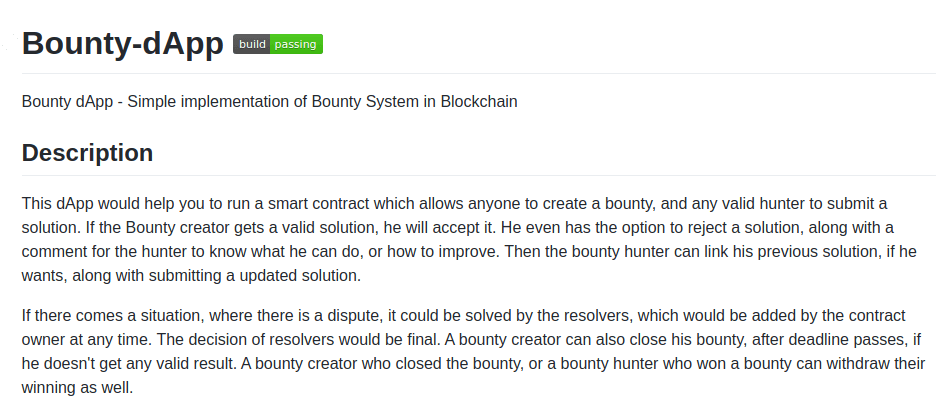 Bounty-dApp build passing
Bounty dApp - Simple implementation of Bounty System in Blockchain
Description
This dApp would help you to run a smart contract which allows anyone to create a bounty, and any valid hunter to submit a
solution. If the Bounty creator gets a valid solution, he will accept it. He even has the option to reject a solution, along with a
comment for the hunter to know what he can do, or how to improve. Then the bounty hunter can link his previous solution, if he
wants, along with submitting a updated solution.
If there comes a situation, where there is a dispute, it could be solved by the resolvers, which would be added by the contract
owner at any time. The decision of resolvers would be final. A bounty creator can also close his bounty, after deadline passes, if
he doesn't get any valid result. A bounty creator who closed the bounty, or a bounty hunter who won a bounty can withdraw their
winning as well.